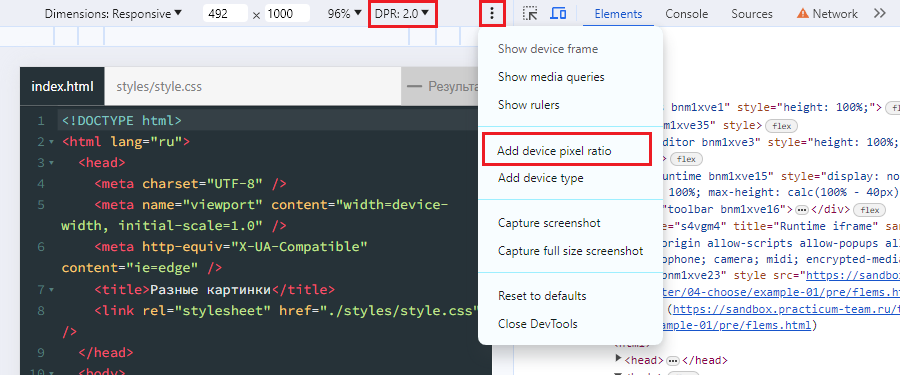 Dimensions: Responsive ▼ 492 × 1000 96% ▼ DPR: 2.0 ▼
Elements Console Sources Network
index.html styles/style.css — Результа
1 <!DOCTYPE html>
2 <html lang="ru">
3 <head>
4 <meta charset="UTF-8" />
5 <meta name="viewport" content="width=device-
width, initial-scale=1.0" />
6 <meta http-equiv="X-UA-Compatible"
content="ie=edge" />
7 <title>Разные картинки</title>
8 <link rel="stylesheet" href="./styles/style.css"
/>
9 </head>
10 <body>
Show device frame
Show media queries
Show rulers
Add device pixel ratio
Add device type
Capture screenshot
Capture full size screenshot
Reset to defaults
Close DevTools
bnm1xve1" style="height: 100%;"> flex
bnm1xve35" style> flex
editor bnm1xve3" style="height: 100%;
> flex
untime bnm1xve15" style="display: no
100%; max-height: calc(100% - 40px)
"toolbar bnm1xve16"> … </div> flex
"s4vgm4" title="Runtime iframe" san
origin allow-scripts allow-popups al
ophone; camera; midi; encrypted-media
bnm1xve23" style src="https://sandbox
ter/04-choose/example-01/pre/flems.ht
(https://sandbox.practicum-team.ru/t
ample-01/pre/flems.html)
<html>
<head> … </head>